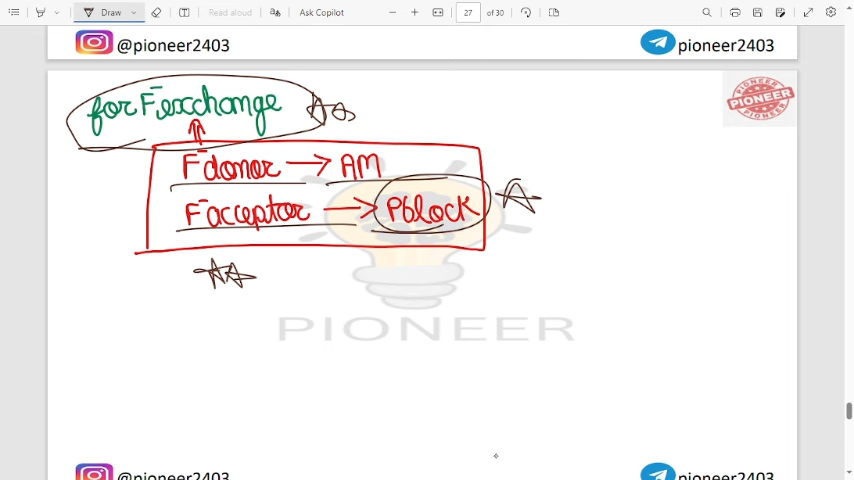 Draw
Read aloud
Ask Copilot
27
of 30
@pioneer2403
pioneer2403
for F⁻ exchange
F⁻ donor → AM
F⁻ acceptor → P block
PIONEER
PIONEER
@pioneer2403
pioneer2403